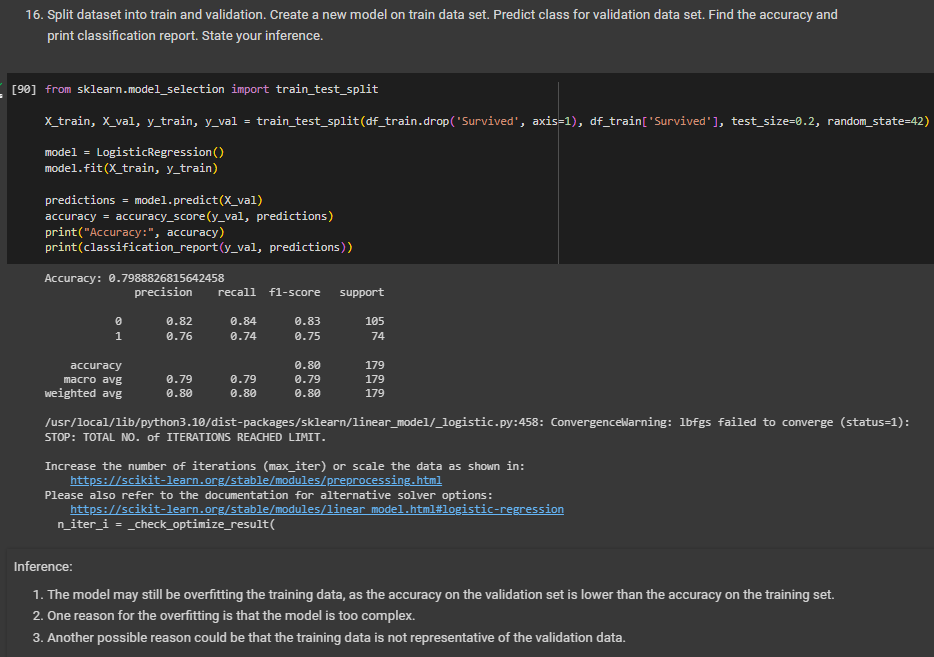 16. Split dataset into train and validation. Create a new model on train data set. Predict class for validation data set. Find the accuracy and
print classification report. State your inference.
[90] from sklearn.model_selection import train_test_split
X_train, X_val, y_train, y_val = train_test_split(df_train.drop('Survived', axis=1), df_train['Survived'], test_size=0.2, random_state=42)
model = LogisticRegression()
model.fit(X_train, y_train)
predictions = model.predict(X_val)
accuracy = accuracy_score(y_val, predictions)
print("Accuracy:", accuracy)
print(classification_report(y_val, predictions))
Accuracy: 0.7988826815642458
precision recall f1-score support
0 0.82 0.84 0.83 105
1 0.76 0.74 0.75 74
accuracy 0.80 179
macro avg 0.79 0.79 0.79 179
weighted avg 0.80 0.80 0.80 179
/usr/local/lib/python3.10/dist-packages/sklearn/linear_model/_logistic.py:458: ConvergenceWarning: lbfgs failed to converge (status=1):
STOP: TOTAL NO. of ITERATIONS REACHED LIMIT.
Increase the number of iterations (max_iter) or scale the data as shown in:
https://scikit-learn.org/stable/modules/preprocessing.html
Please also refer to the documentation for alternative solver options:
https://scikit-learn.org/stable/modules/linear_model.html#logistic-regression
n_iter_i = _check_optimize_result(
Inference:
1. The model may still be overfitting the training data, as the accuracy on the validation set is lower than the accuracy on the training set.
2. One reason for the overfitting is that the model is too complex.
3. Another possible reason could be that the training data is not representative of the validation data.